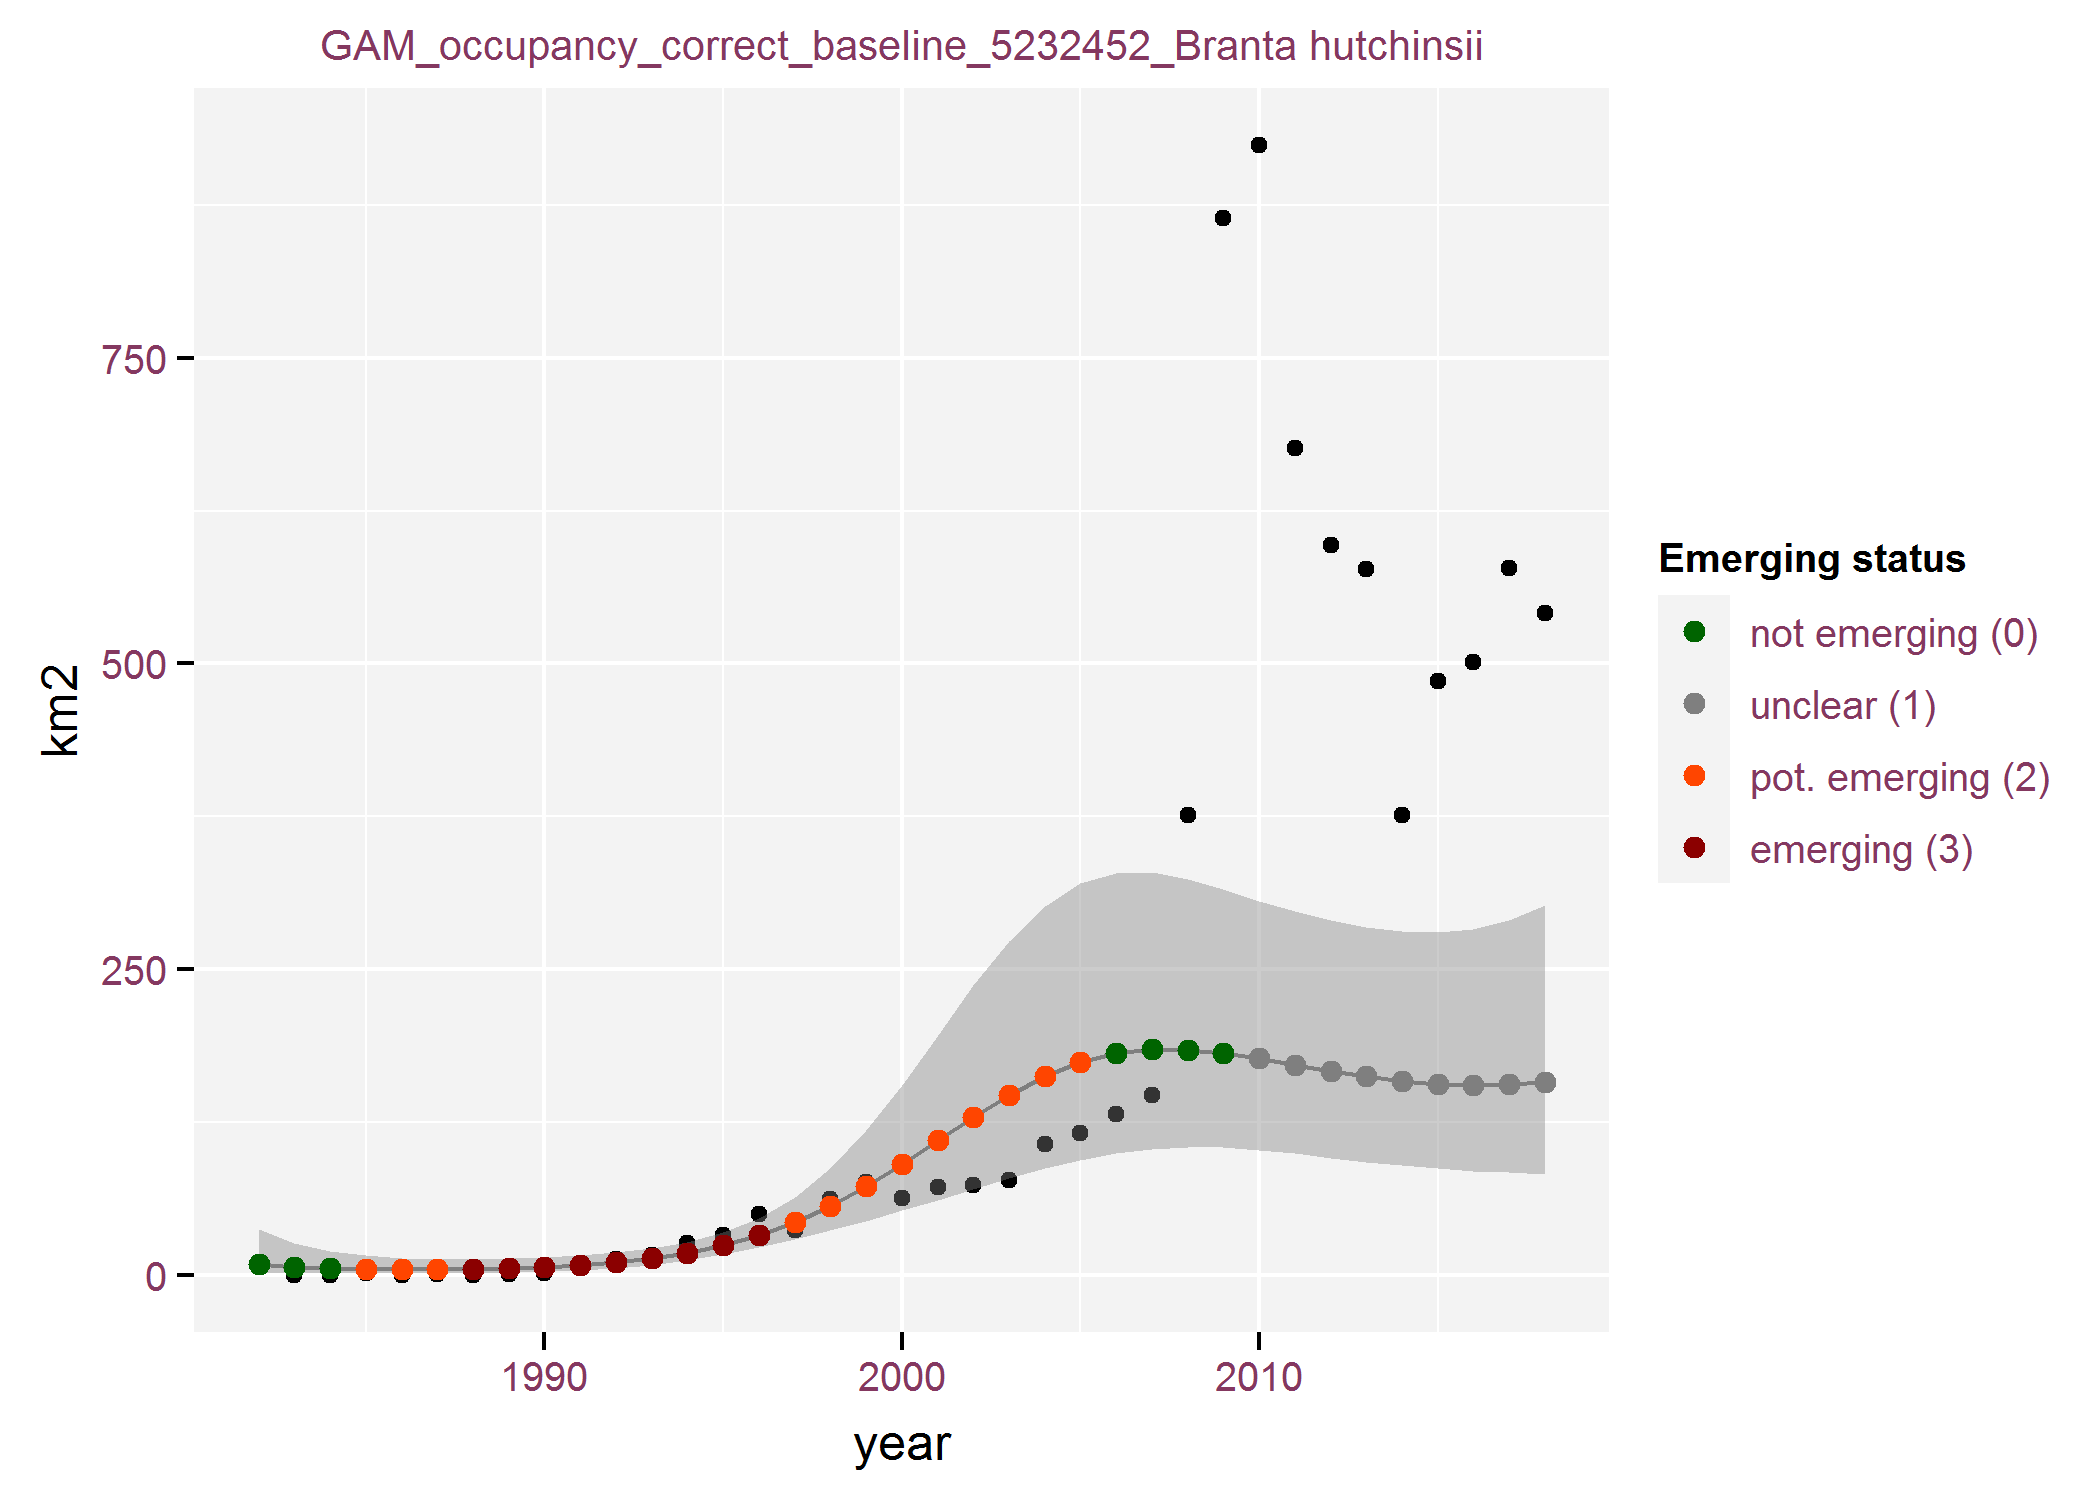 GAM_occupancy_correct_baseline_5232452_Branta hutchinsii
750
500
250
0
km2
1990 2000 2010
year
Emerging status
not emerging (0)
unclear (1)
pot. emerging (2)
emerging (3)